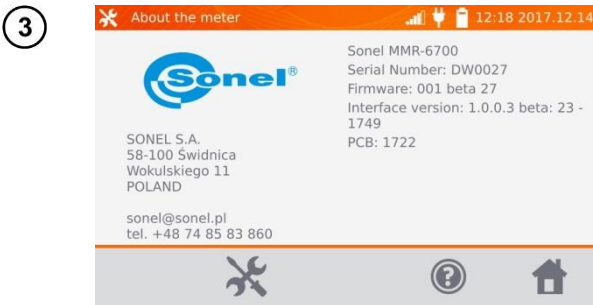 3
About the meter
12:18 2017.12.14
Sonel®
SONEL S.A.
58-100 Świdnica
Wokulskiego 11
POLAND
sonel@sonel.pl
tel. +48 74 85 83 860
Sonel MMR-6700
Serial Number: DW0027
Firmware: 001 beta 27
Interface version: 1.0.0.3 beta: 23 -
1749
PCB: 1722
?